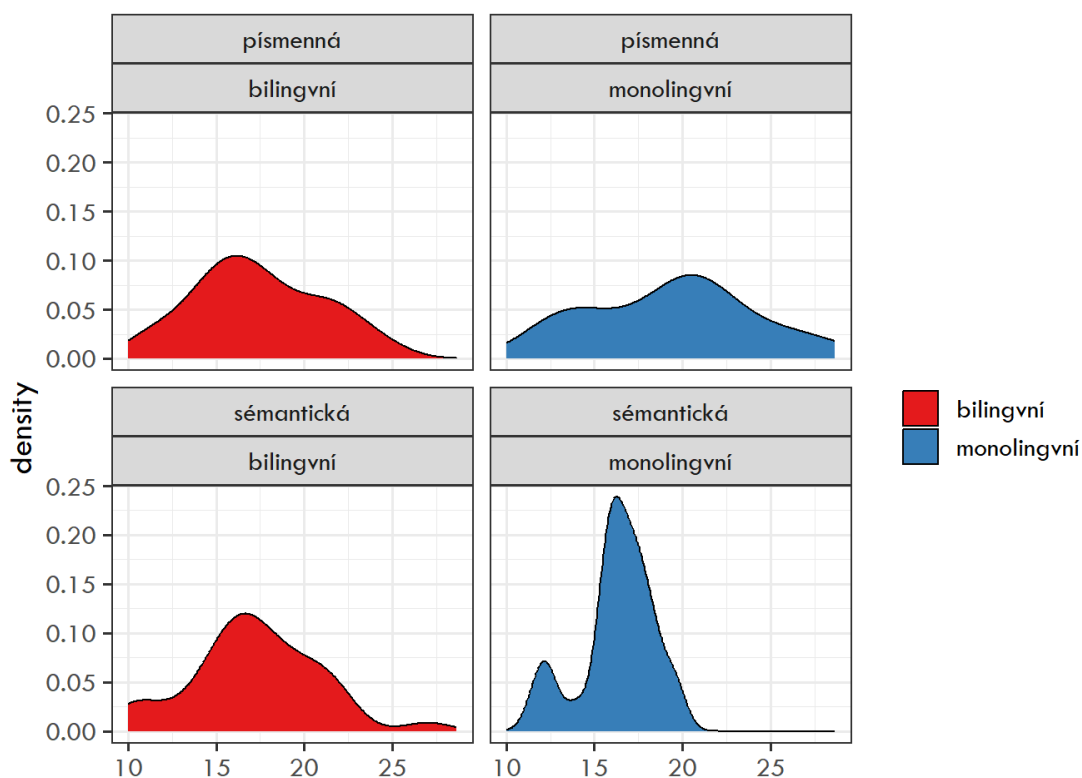 písmenná
písmenná
bilingvní
monolingvní
0.25
0.20
0.15
0.10
0.05
0.00
sémantická
sémantická
bilingvní
monolingvní
0.25
0.20
0.15
0.10
0.05
0.00
10 15 20 25
10 15 20 25
density
bilingvní
monolingvní